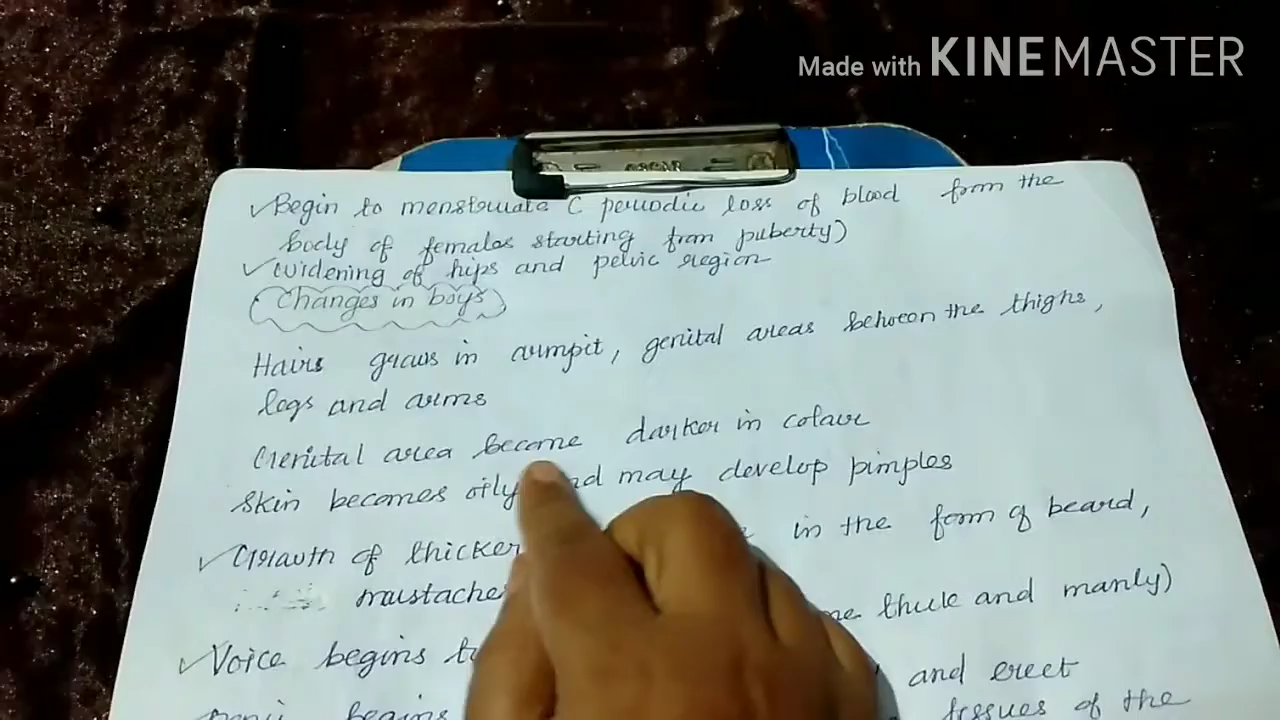 Made with KINEMASTER
✓Begin to menstruate ( periodic loss of blood from the
body of females starting from puberty)
✓widening of hips and pelvic region
Changes in boys
Hairs grows in armpit, genital areas between the thighs,
legs and arms
Genital area become darker in colour
Skin becomes oily and may develop pimples
✓Growth of thicker in the form of beard,
mustache thick and manly)
✓Voice begins and erect
begins tissues of the